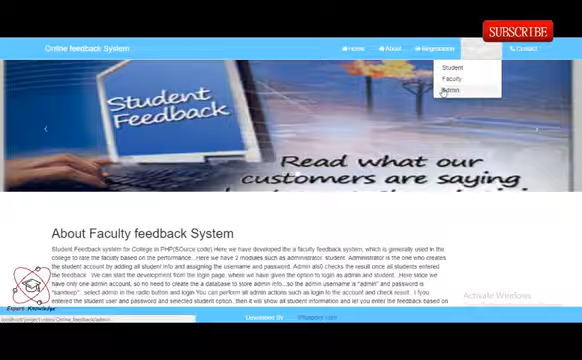 SUBSCRIBE
Online feedback System
Home
About
Registration
Contact
Student
Faculty
Admin
Student
Feedback
Read what our
customers are saying
About Faculty feedback System
Student Feedback system for College in PHP(SOurce code) Here we have developed the a faculty feedback system, which is generally used in the
college to rate the faculty based on the performance...Here we have 2 modules such as administrator, student. Administrator is the one who creates
the student account by adding all student info and assigning the username and password. Admin also checks the result once all students entered
the feedback. We can start the development from the login page, where we have given the option to login as admin and student. .Here since we
have only one admin account, so no need to create the a database to store admin info.. so the admin username is "admin" and password is
"sandeep". select admin in the radio button and login You can perform all admin actions such as login to the account and check result.. if you
entered the student user and password and selected student option, then it will show all student information and let you enter the feedback based on
Expert Knowledge
Activate Windows
Developed By